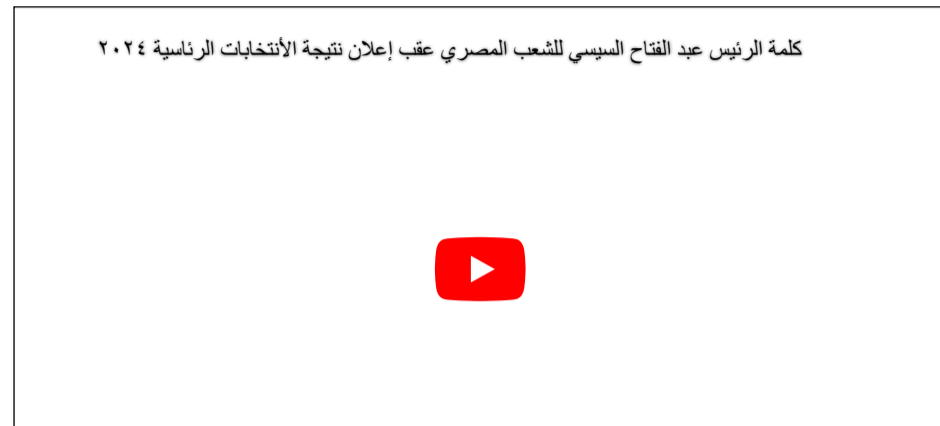 كلمة الرئيس عبد الفتاح السيسي للشعب المصري عقب إعلان نتيجة الأنتخابات الرئاسية ٢٠٢٤